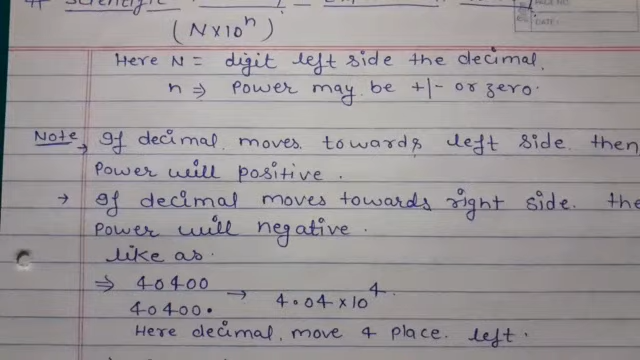 (N×10ⁿ)
Here N = digit left side the decimal.
n ⇒ Power may be +/- or zero.
Note → If decimal moves towards left side then
Power will positive.
→ If decimal moves towards right side. the
Power will negative.
like as.
⇒ 40400
40400. → 4.04×10⁴.
Here decimal move 4 place left.